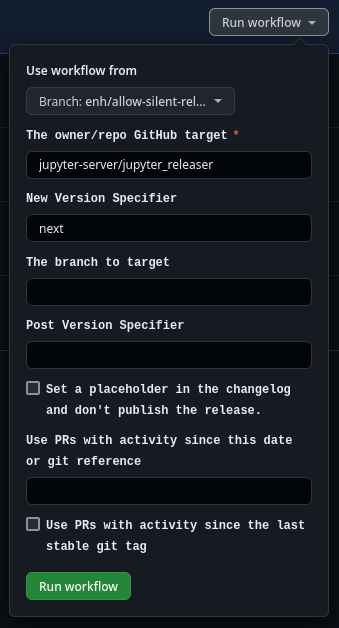 Run workflow
Use workflow from
Branch: enh/allow-silent-rel...
The owner/repo GitHub target *
jupyter-server/jupyter_releaser
New Version Specifier
next
The branch to target
Post Version Specifier
Set a placeholder in the changelog
and don't publish the release.
Use PRs with activity since this date
or git reference
Use PRs with activity since the last
stable git tag
Run workflow